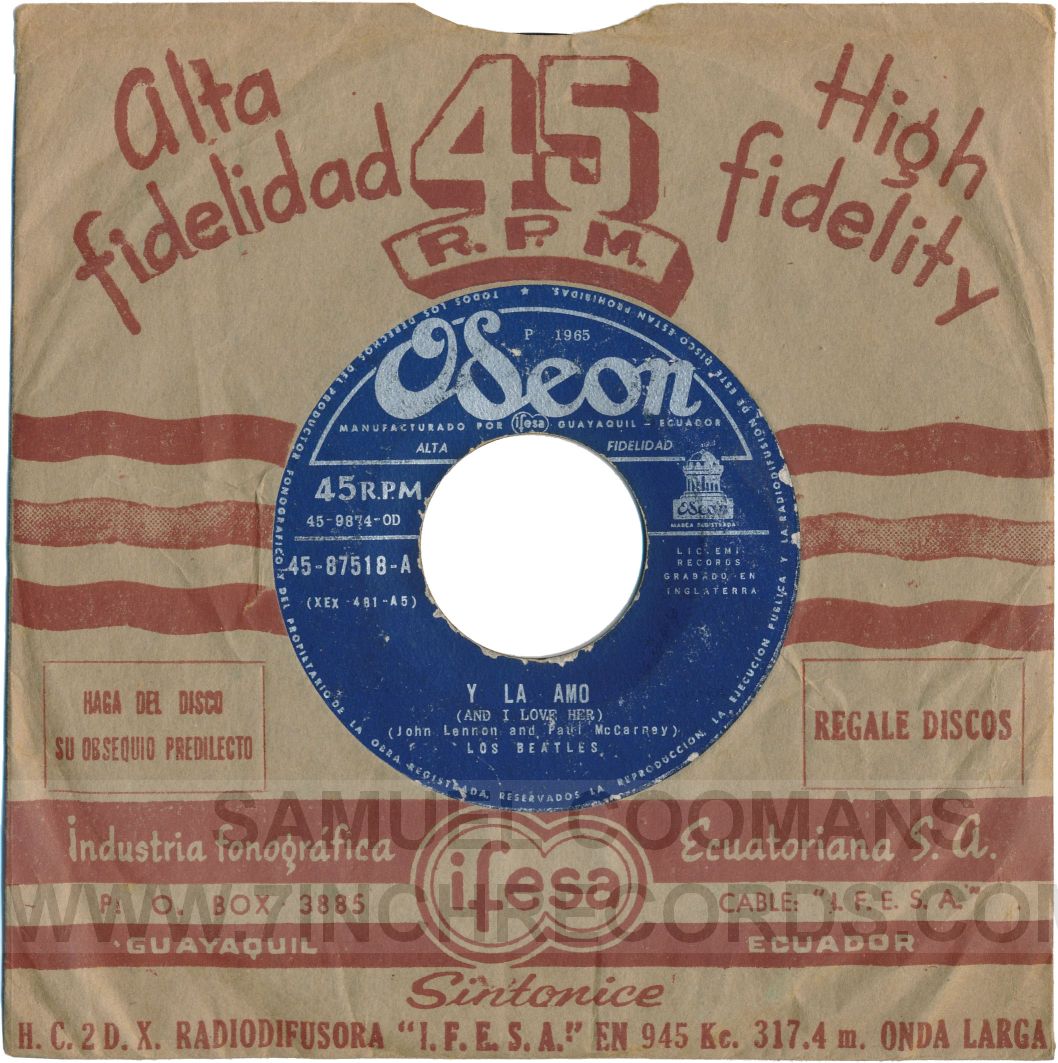 Alta
fidelidad
45
R.P.M.
High
fidelity
TODOS LOS DERECHOS DEL PRODUCTOR FONOGRAFICO Y DEL PROPIETARIO DE LA OBRA REGISTRADA, RESERVADOS LA REPRODUCCION, LA EJECUCION PUBLICA Y LA RADIODIFUSION DE ESTE DISCO ESTAN PROHIBIDAS. ★
P 1965
Odeon
MANUFACTURADO POR ifesa GUAYAQUIL - ECUADOR
ALTA FIDELIDAD
45 R.P.M
45-9874-OD
Odeon
MARCA REGISTRADA
45-87518-A
(XEX - 481 - A5)
LIC. EMI
RECORDS
GRABADO EN
INGLATERRA
Y LA AMO
(AND I LOVE HER)
(John Lennon and Paul McCarney)
LOS BEATLES
HAGA DEL DISCO
SU OBSEQUIO PREDILECTO
REGALE DISCOS
SAMUEL COOMANS
Industria fonográfica
ifesa
Ecuatoriana S. A.
P. O. BOX 3885
CABLE: "I. F. E. S. A."
WWW.7INCHRECORDS.COM
GUAYAQUIL
ECUADOR
Sintonice
H. C. 2 D. X. RADIODIFUSORA "I. F. E. S. A." EN 945 Kc. 317.4 m. ONDA LARGA